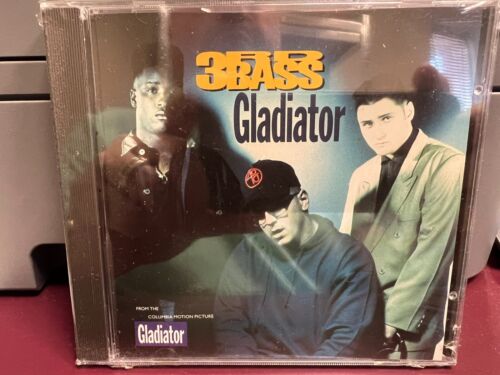 3RD
BASS
Gladiator
FROM THE
COLUMBIA MOTION PICTURE
Gladiator